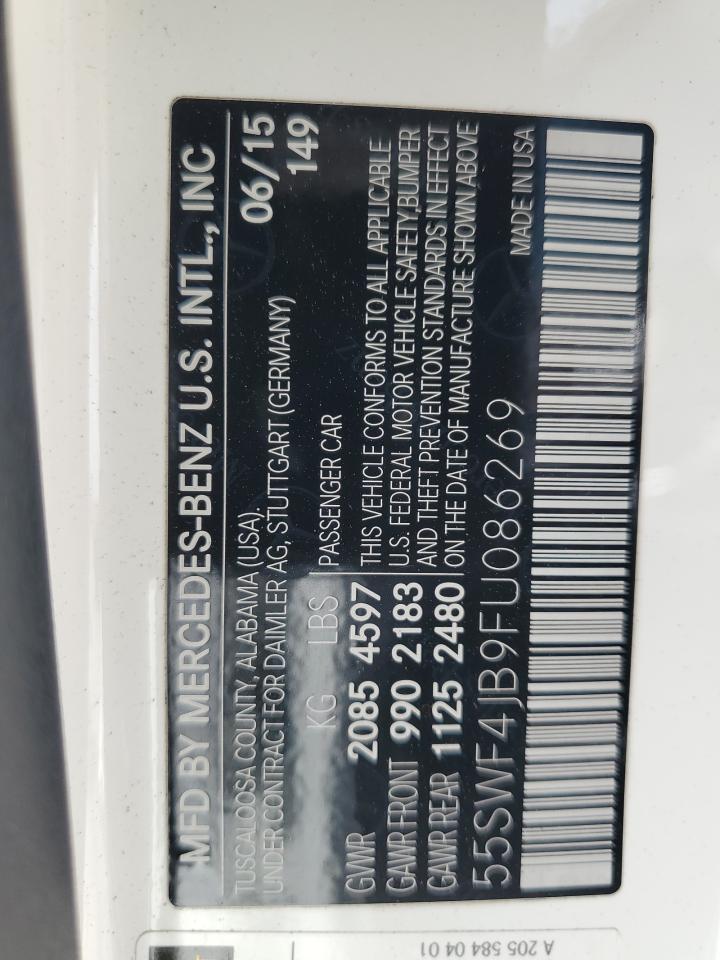 MFD BY MERCEDES-BENZ U.S. INTL., INC
TUSCALOOSA COUNTY, ALABAMA (USA), 06/15
UNDER CONTRACT FOR DAIMLER AG, STUTTGART (GERMANY) 149
KG LBS PASSENGER CAR
GVWR 2085 4597 THIS VEHICLE CONFORMS TO ALL APPLICABLE
GAWR FRONT 990 2183 U.S. FEDERAL MOTOR VEHICLE SAFETY, BUMPER
GAWR REAR 1125 2480 AND THEFT PREVENTION STANDARDS IN EFFECT
ON THE DATE OF MANUFACTURE SHOWN ABOVE
55SWF4JB9FU086269 MADE IN USA
A 205 584 04 01